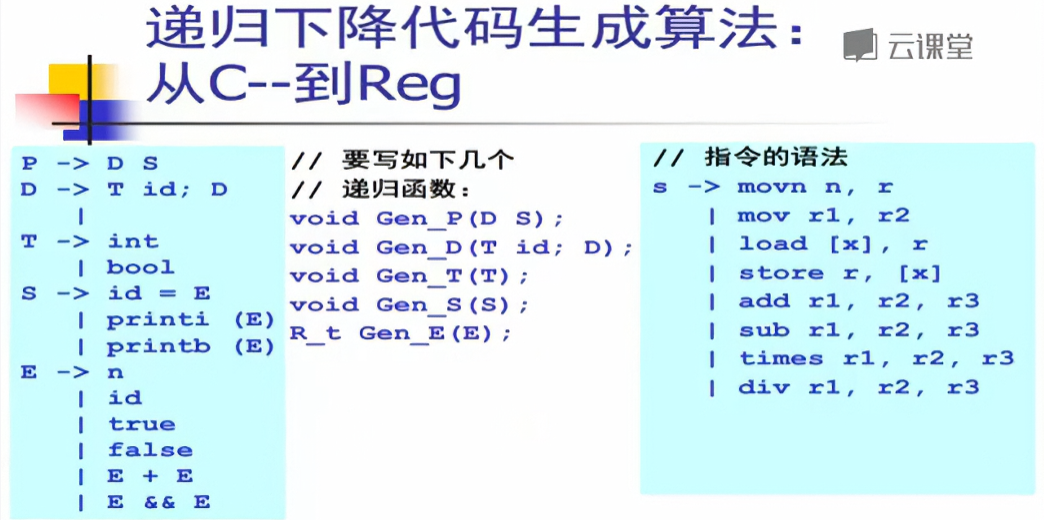 递归下降代码生成算法：
从C--到Reg
云课堂
P -> D S
D -> T id; D
|
T -> int
| bool
S -> id = E
| printi (E)
| printb (E)
E -> n
| id
| true
| false
| E + E
| E && E
// 要写如下几个
// 递归函数：
void Gen_P(D S);
void Gen_D(T id; D);
void Gen_T(T);
void Gen_S(S);
R_t Gen_E(E);
// 指令的语法
s -> movn n, r
| mov r1, r2
| load [x], r
| store r, [x]
| add r1, r2, r3
| sub r1, r2, r3
| times r1, r2, r3
| div r1, r2, r3